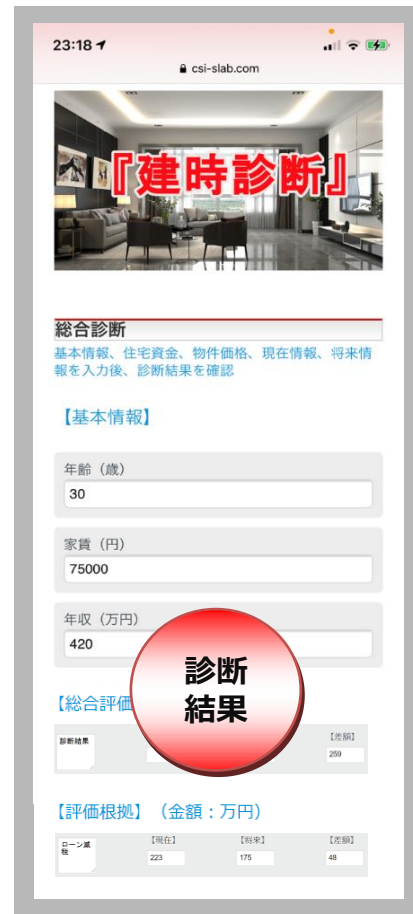 23:18
csi-slab.com
『建時診断』
総合診断
基本情報、住宅資金、物件価格、現在情報、将来情
報を入力後、診断結果を確認
【基本情報】
年齢（歳）
30
家賃（円）
75000
年収（万円）
420
診断
結果
【総合評価
【差額】
診断結果
259
【評価根拠】（金額：万円）
【現在】 【将来】 【差額】
ローン減
税
223 175 48